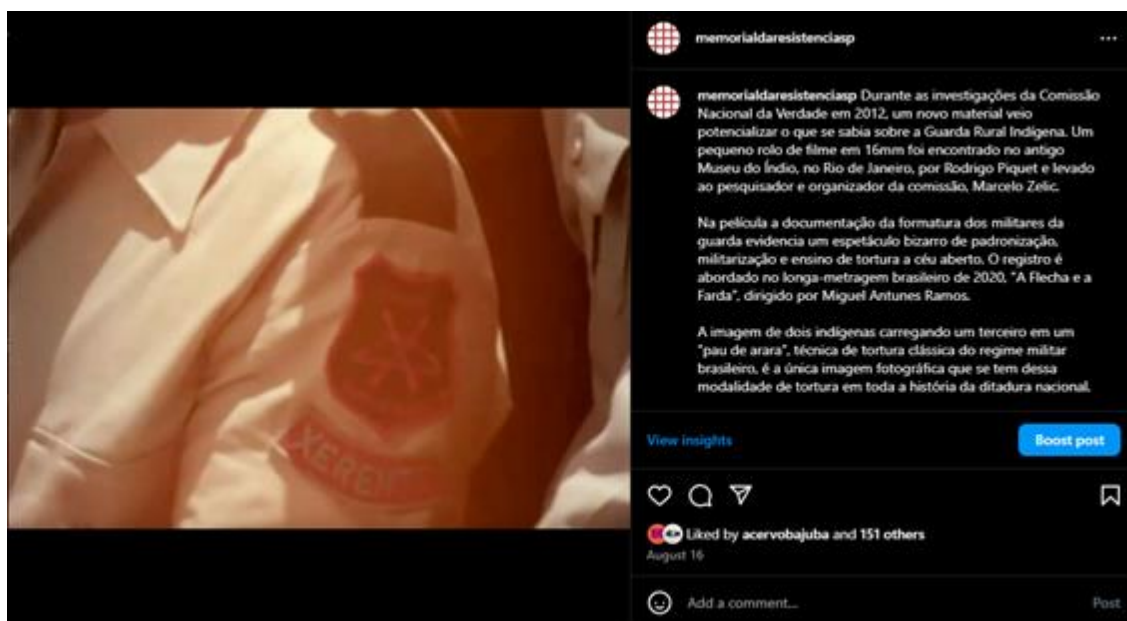 memorialdaresistenciasp
memorialdaresistenciasp Durante as investigações da Comissão
Nacional da Verdade em 2012, um novo material veio
potencializar o que se sabia sobre a Guarda Rural Indígena. Um
pequeno rolo de filme em 16mm foi encontrado no antigo
Museu do Índio, no Rio de Janeiro, por Rodrigo Piquet e levado
ao pesquisador e organizador da comissão, Marcelo Zelic.
Na película a documentação da formatura dos militares da
guarda evidencia um espetáculo bizarro de padronização,
militarização e ensino de tortura a céu aberto. O registro é
abordado no longa-metragem brasileiro de 2020, "A Flecha e a
Farda", dirigido por Miguel Antunes Ramos.
A imagem de dois indígenas carregando um terceiro em um
"pau de arara", técnica de tortura clássica do regime militar
brasileiro, é a única imagem fotográfica que se tem dessa
modalidade de tortura em toda a história da ditadura nacional.
View insights
Boost post
Liked by acervobajuba and 151 others
August 16
Add a comment...
Post